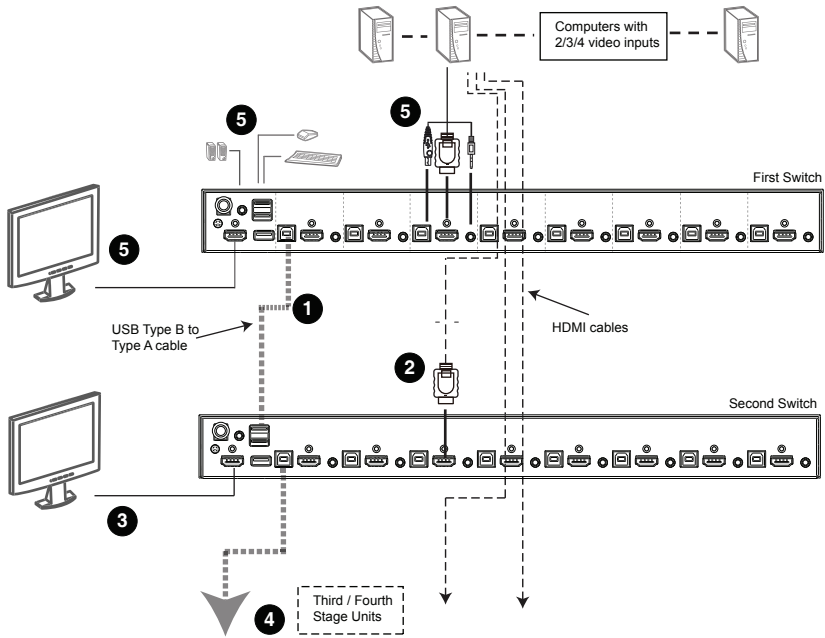 Computers with
2/3/4 video inputs
5
5
First Switch
5
1
USB Type B to
Type A cable
HDMI cables
2
Second Switch
3
4
Third / Fourth
Stage Units